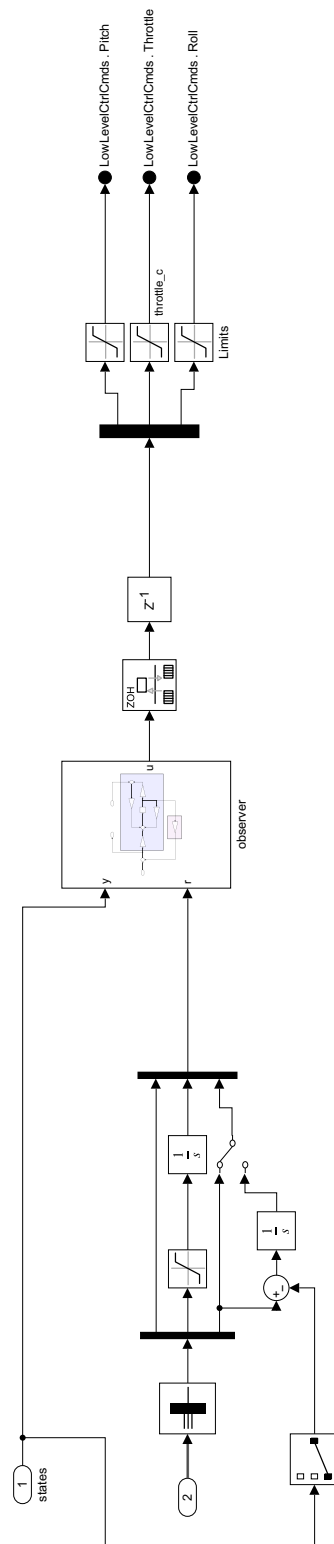 1
states
2
1
s
1
s
+
−
y
r
u
observer
ZOH
Z-1
throttle_c
Limits
LowLevelCtrlCmds . Pitch
LowLevelCtrlCmds . Throttle
LowLevelCtrlCmds . Roll